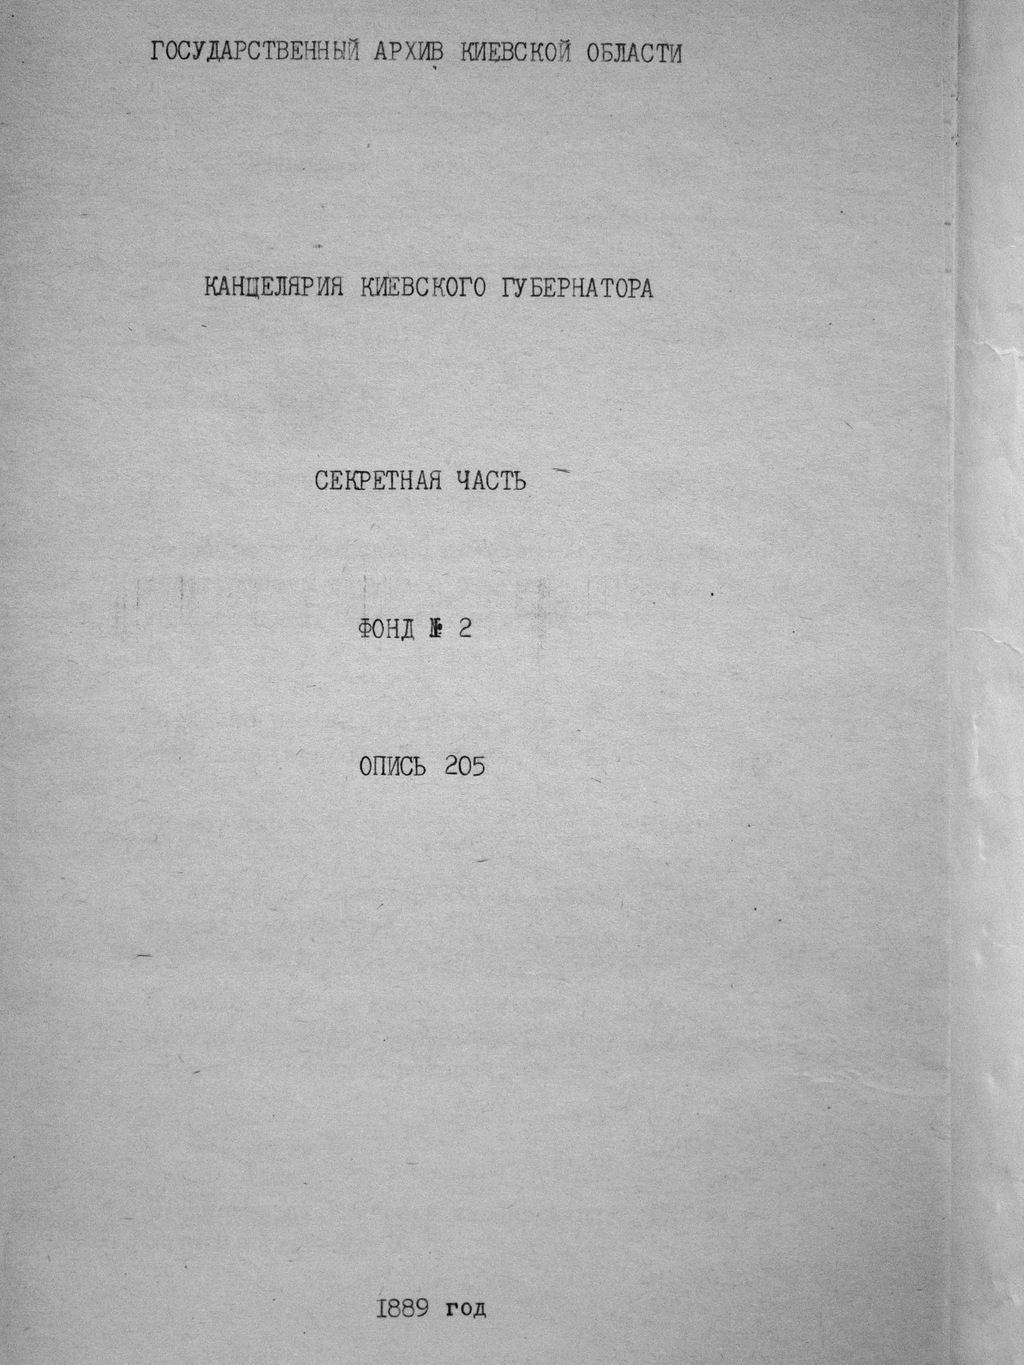 ГОСУДАРСТВЕННЫЙ АРХИВ КИЕВСКОЙ ОБЛАСТИ
КАНЦЕЛЯРИЯ КИЕВСКОГО ГУБЕРНАТОРА
СЕКРЕТНАЯ ЧАСТЬ
ФОНД № 2
ОПИСЬ 205
1889 год